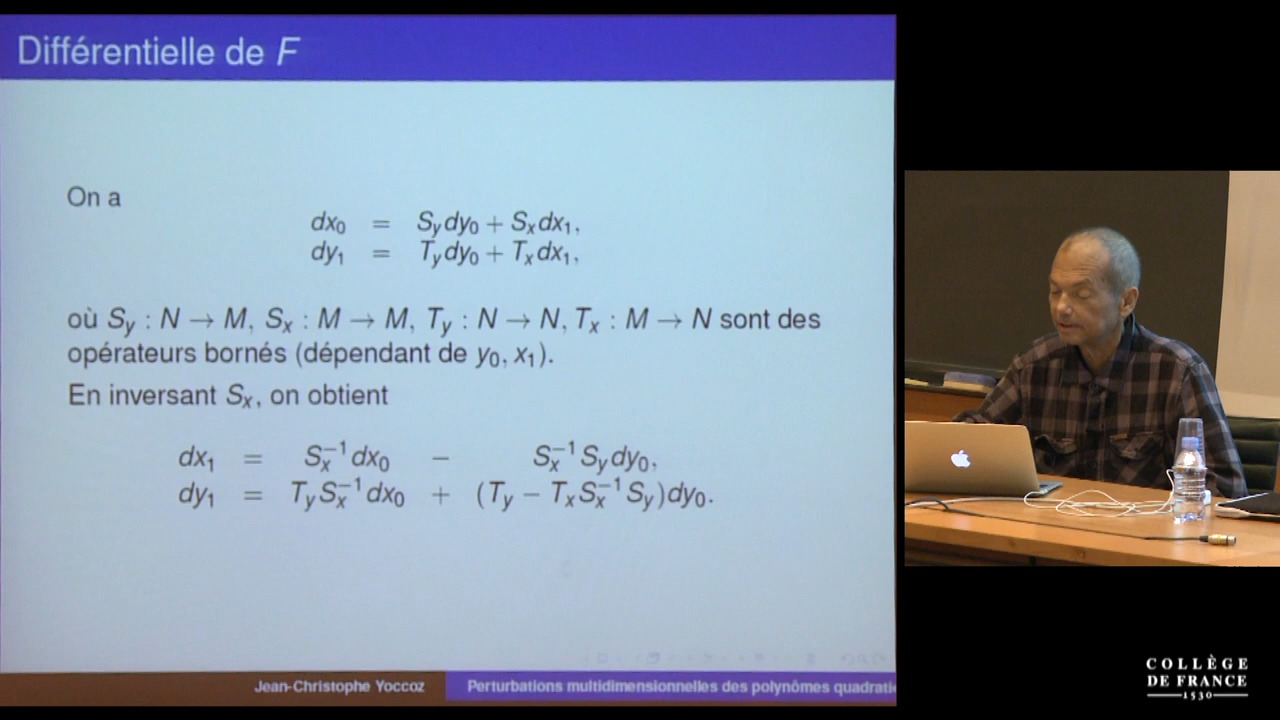 Différentielle de F
On a
dx₀ = S_y dy₀ + S_x dx₁,
dy₁ = T_y dy₀ + T_x dx₁,
où S_y : N → M, S_x : M → M, T_y : N → N, T_x : M → N sont des
opérateurs bornés (dépendant de y₀, x₁).
En inversant S_x, on obtient
dx₁ = S_x⁻¹ dx₀ − S_x⁻¹ S_y dy₀,
dy₁ = T_y S_x⁻¹ dx₀ + (T_y − T_x S_x⁻¹ S_y) dy₀.
Jean-Christophe Yoccoz
Perturbations multidimensionnelles des polynômes quadrati
COLLÈGE
DE FRANCE
1530